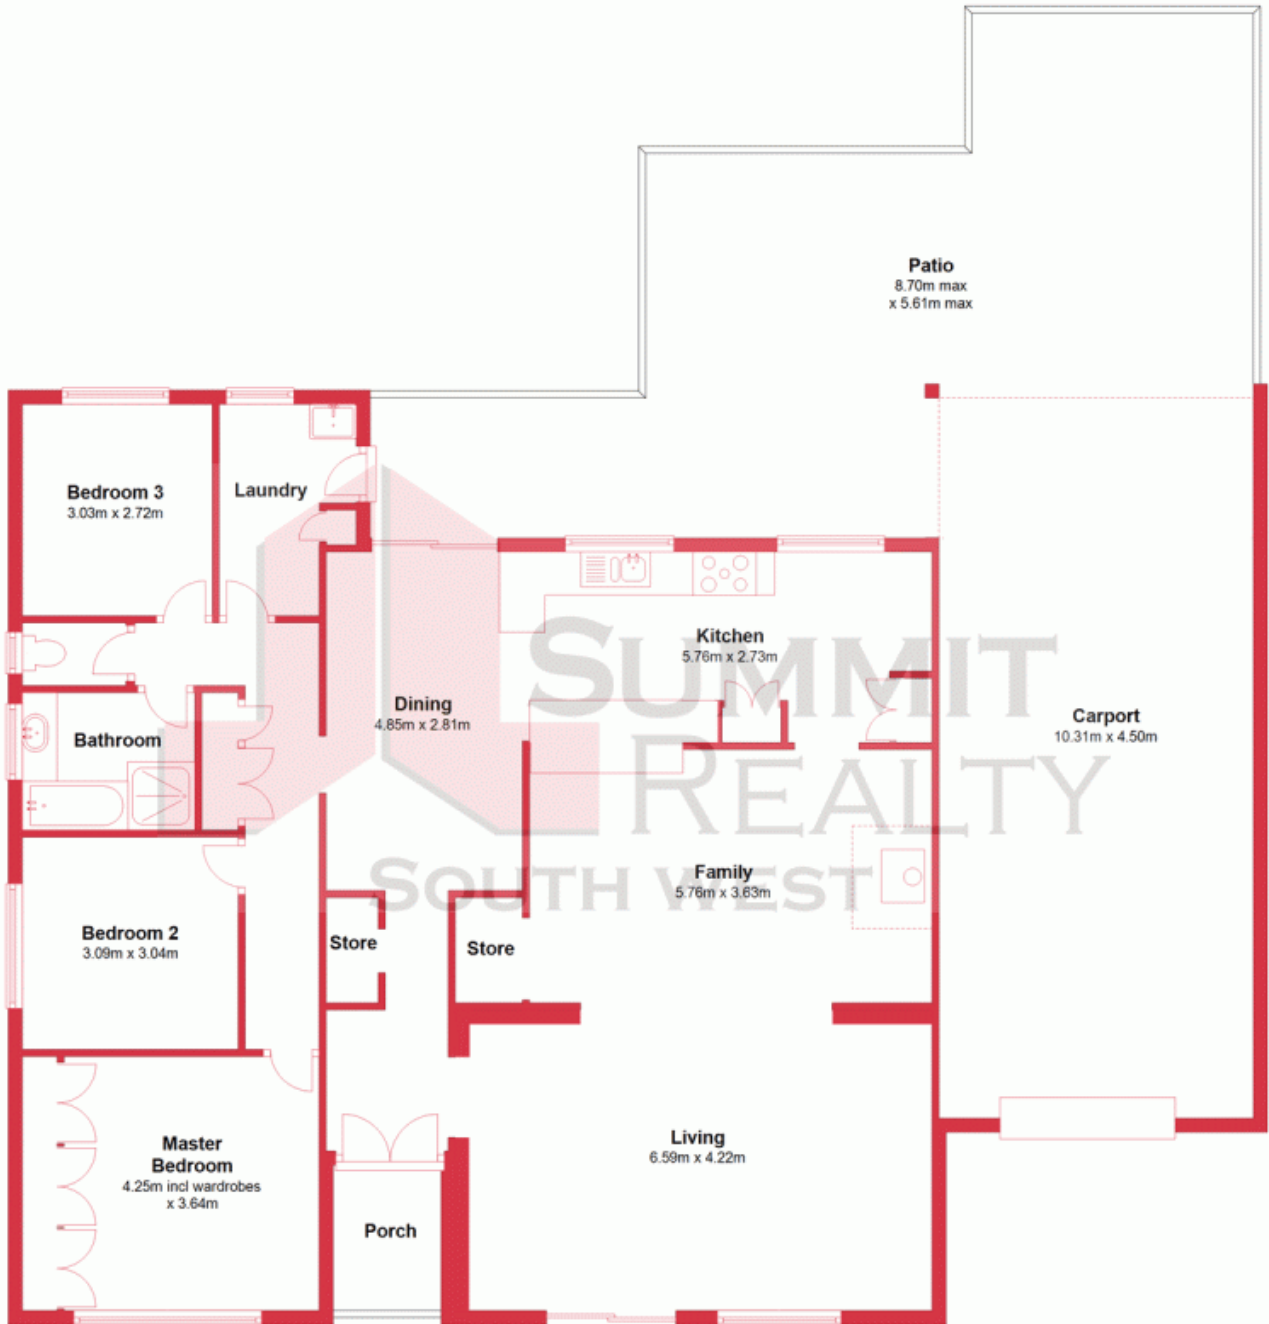 Patio
8.70m max
x 5.61m max
Bedroom 3
3.03m x 2.72m
Laundry
Kitchen
5.76m x 2.73m
Dining
4.85m x 2.81m
SUMMIT
REALTY
SOUTH WEST
Carport
10.31m x 4.50m
Bathroom
Family
5.76m x 3.63m
Bedroom 2
3.09m x 3.04m
Store
Store
Master
Bedroom
4.25m incl wardrobes
x 3.64m
Living
6.59m x 4.22m
Porch